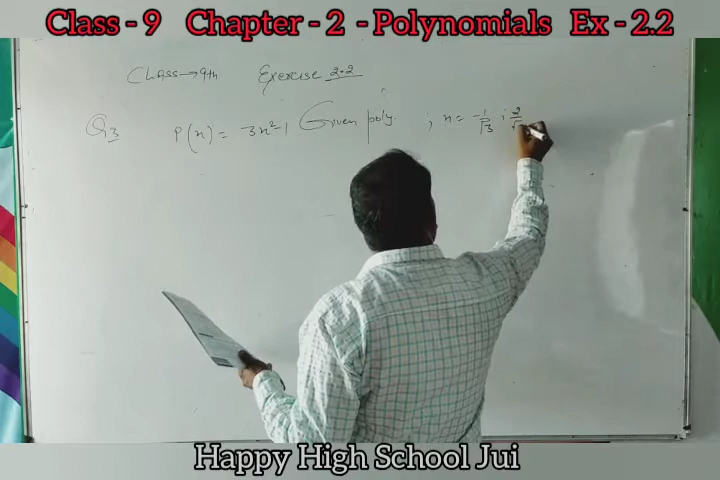 Class - 9 Chapter - 2 - Polynomials Ex - 2.2
Class → 9th Exercise 2.2
Q3 P(x) = -3x²-1 Given poly. ; x = -1/√3 ; 2/√
Happy High School Jui